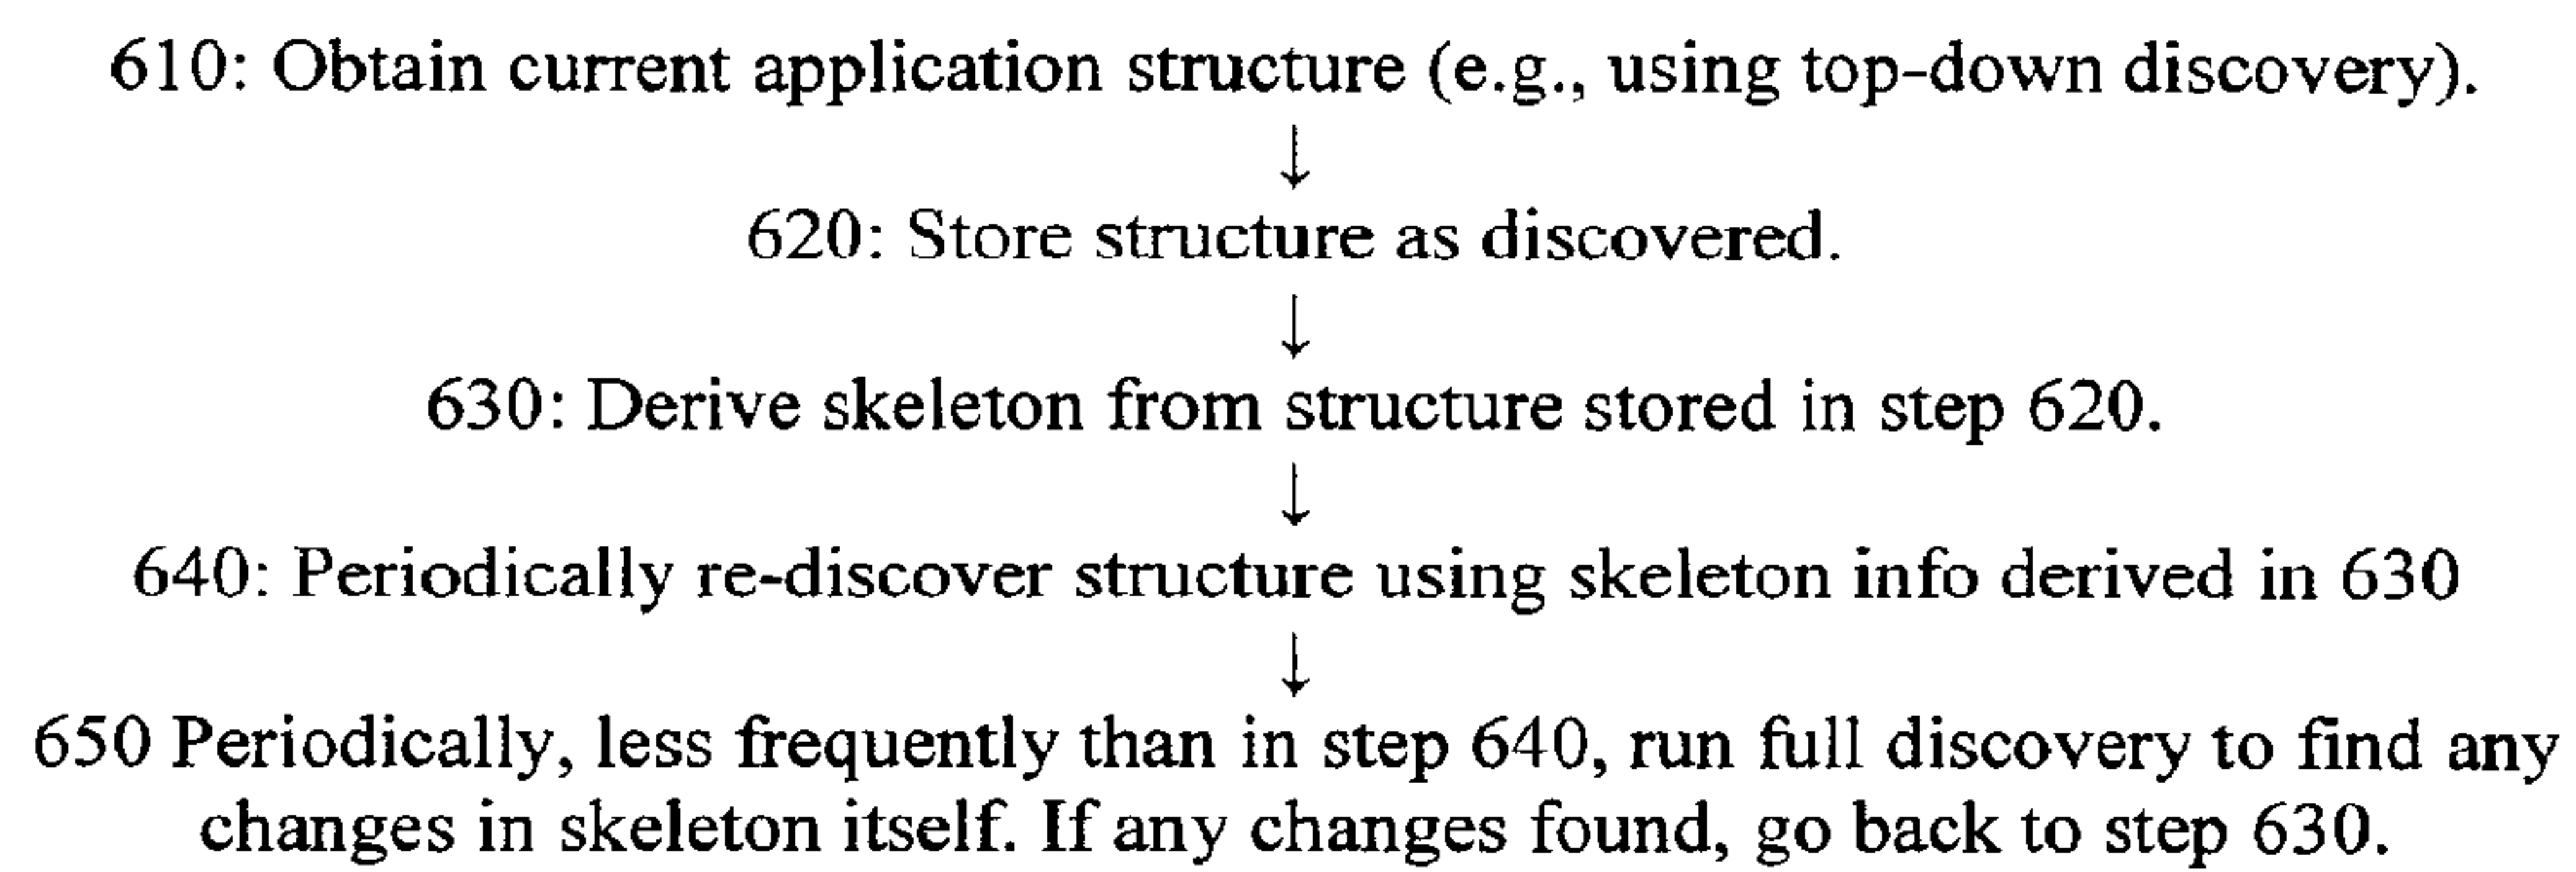 610: Obtain current application structure (e.g., using top-down discovery).
620: Store structure as discovered.
630: Derive skeleton from structure stored in step 620.
640: Periodically re-discover structure using skeleton info derived in 630
650 Periodically, less frequently than in step 640, run full discovery to find any
changes in skeleton itself. If any changes found, go back to step 630.